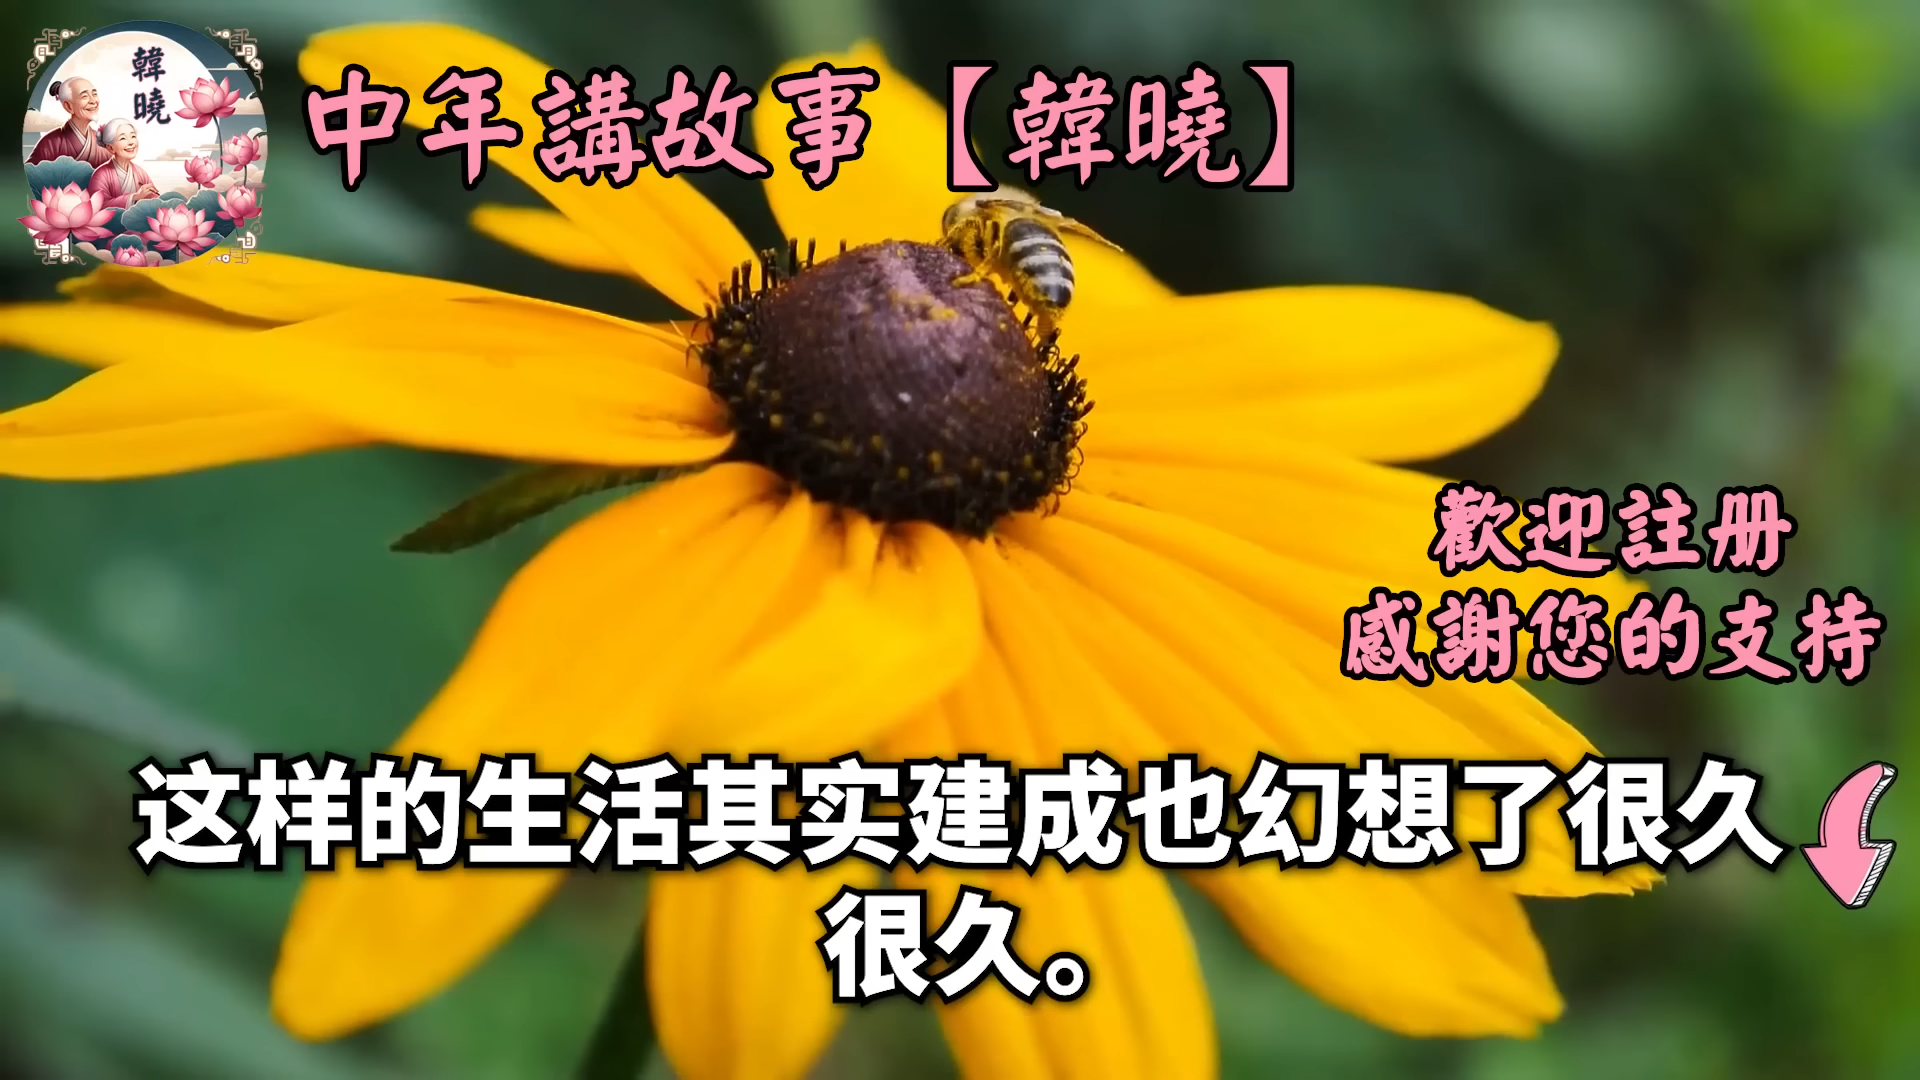 韓
曉
中年講故事【韓曉】
歡迎註册
感謝您的支持
这样的生活其实建成也幻想了很久
很久。